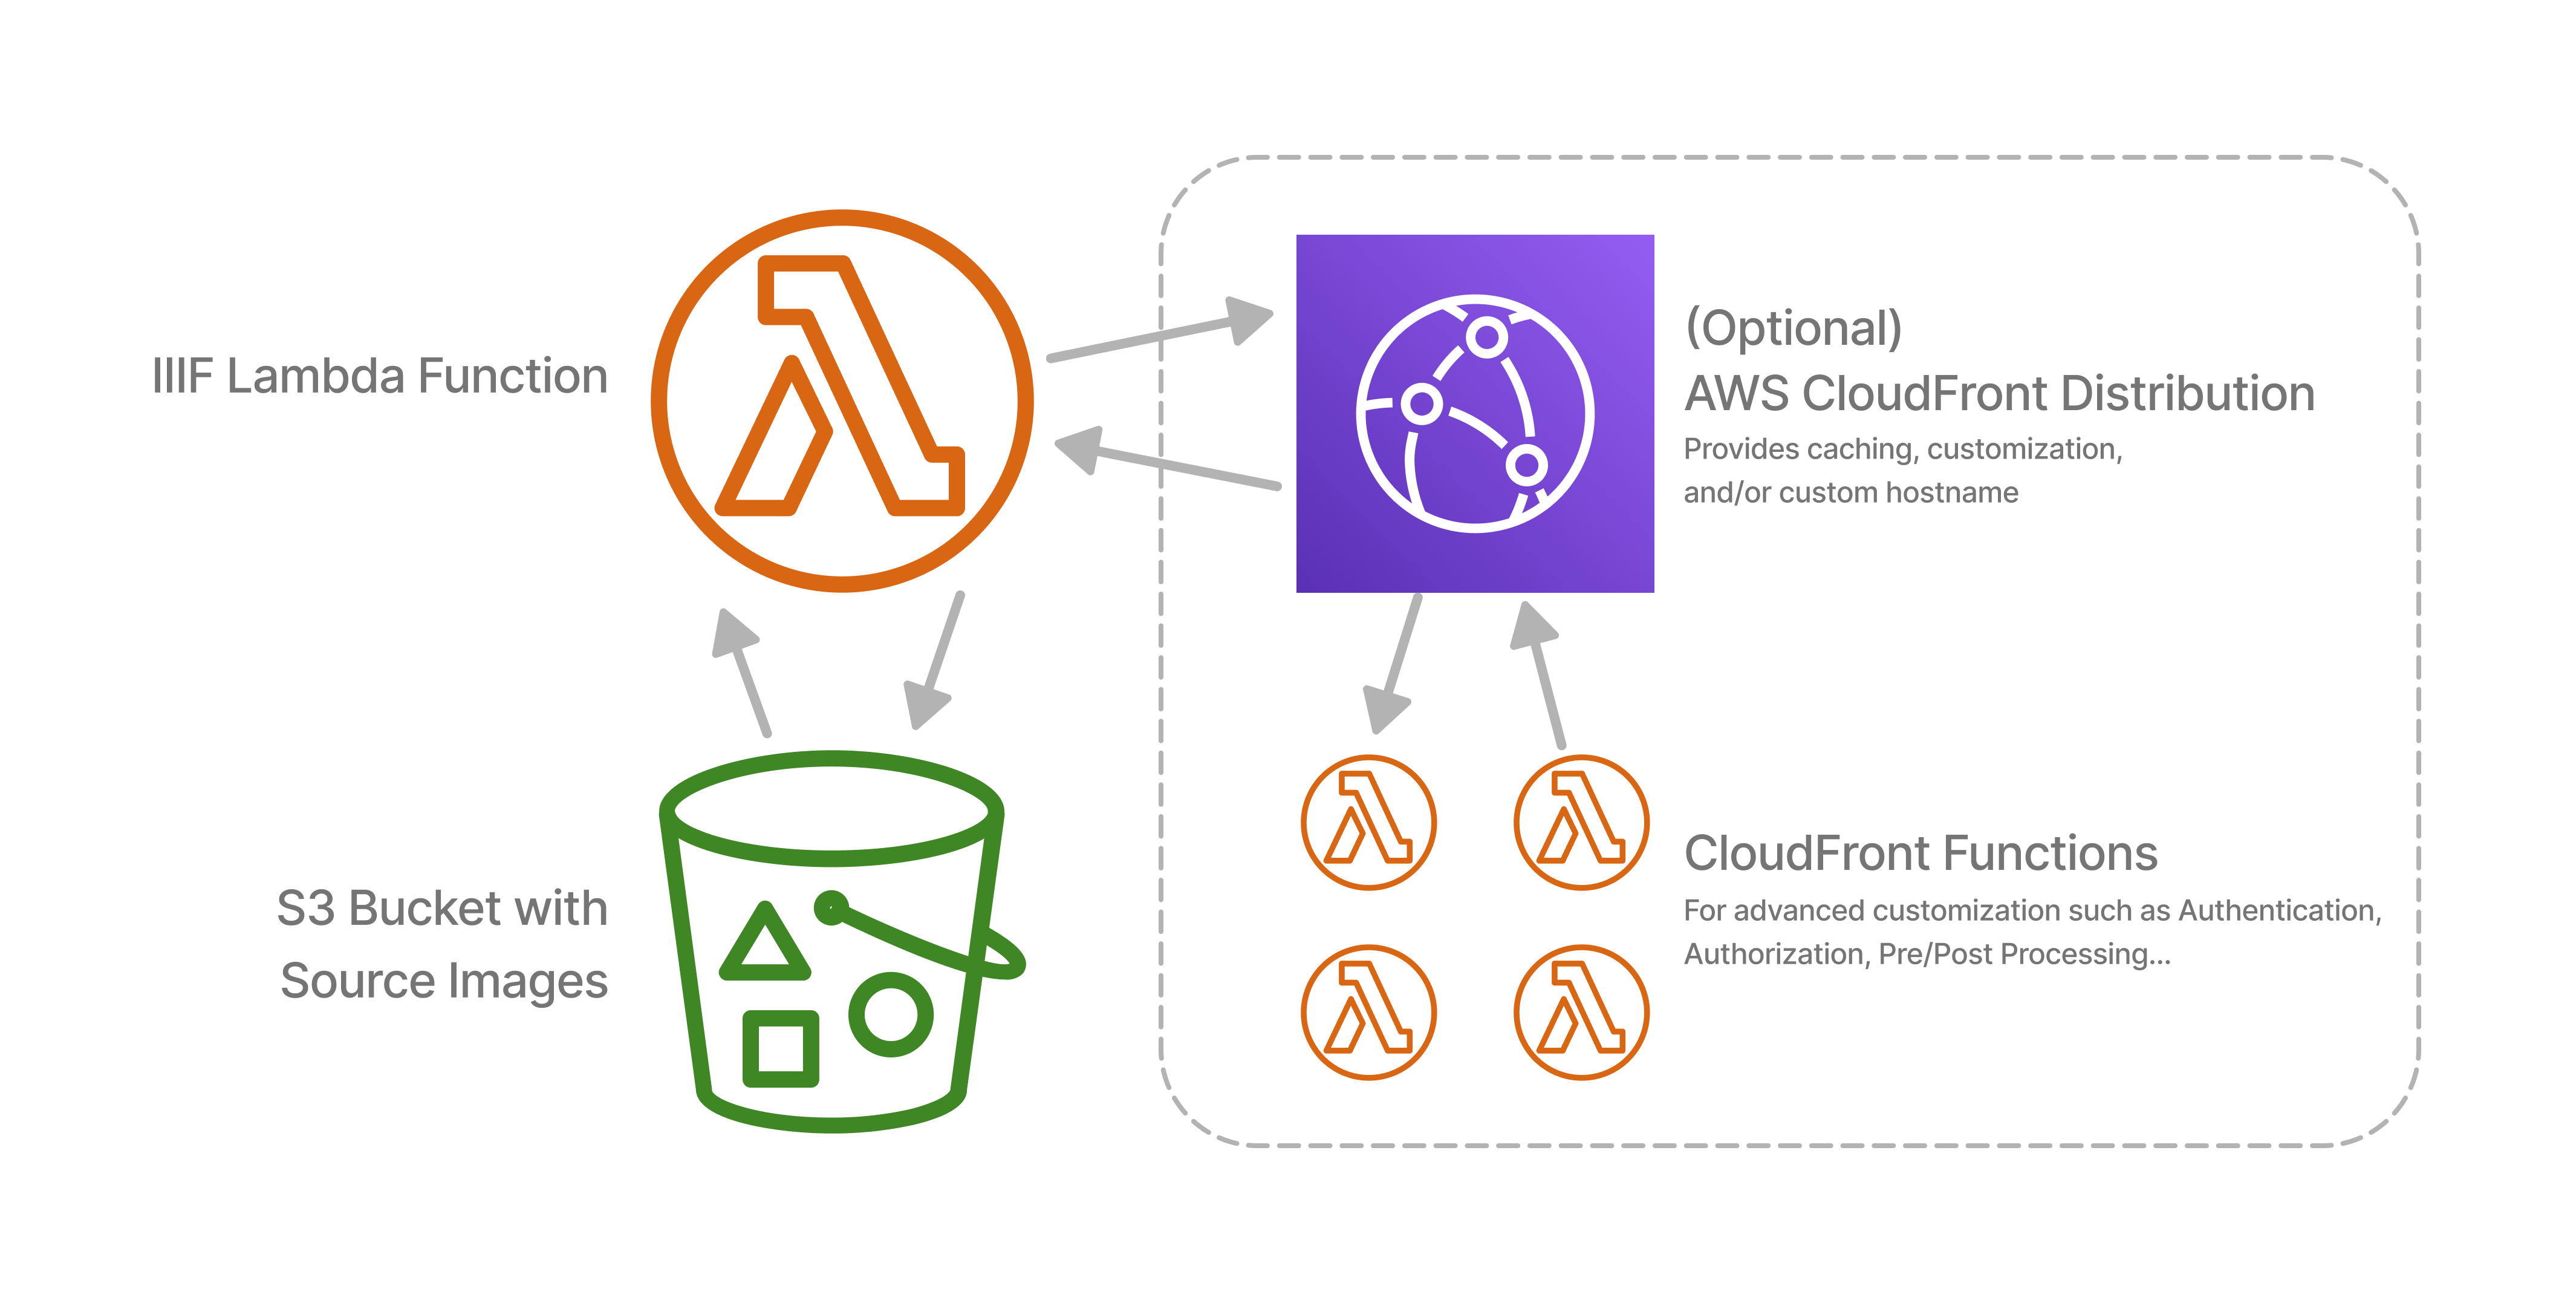 IIIF Lambda Function
(Optional)
AWS CloudFront Distribution
Provides caching, customization,
and/or custom hostname
S3 Bucket with
Source Images
CloudFront Functions
For advanced customization such as Authentication,
Authorization, Pre/Post Processing...